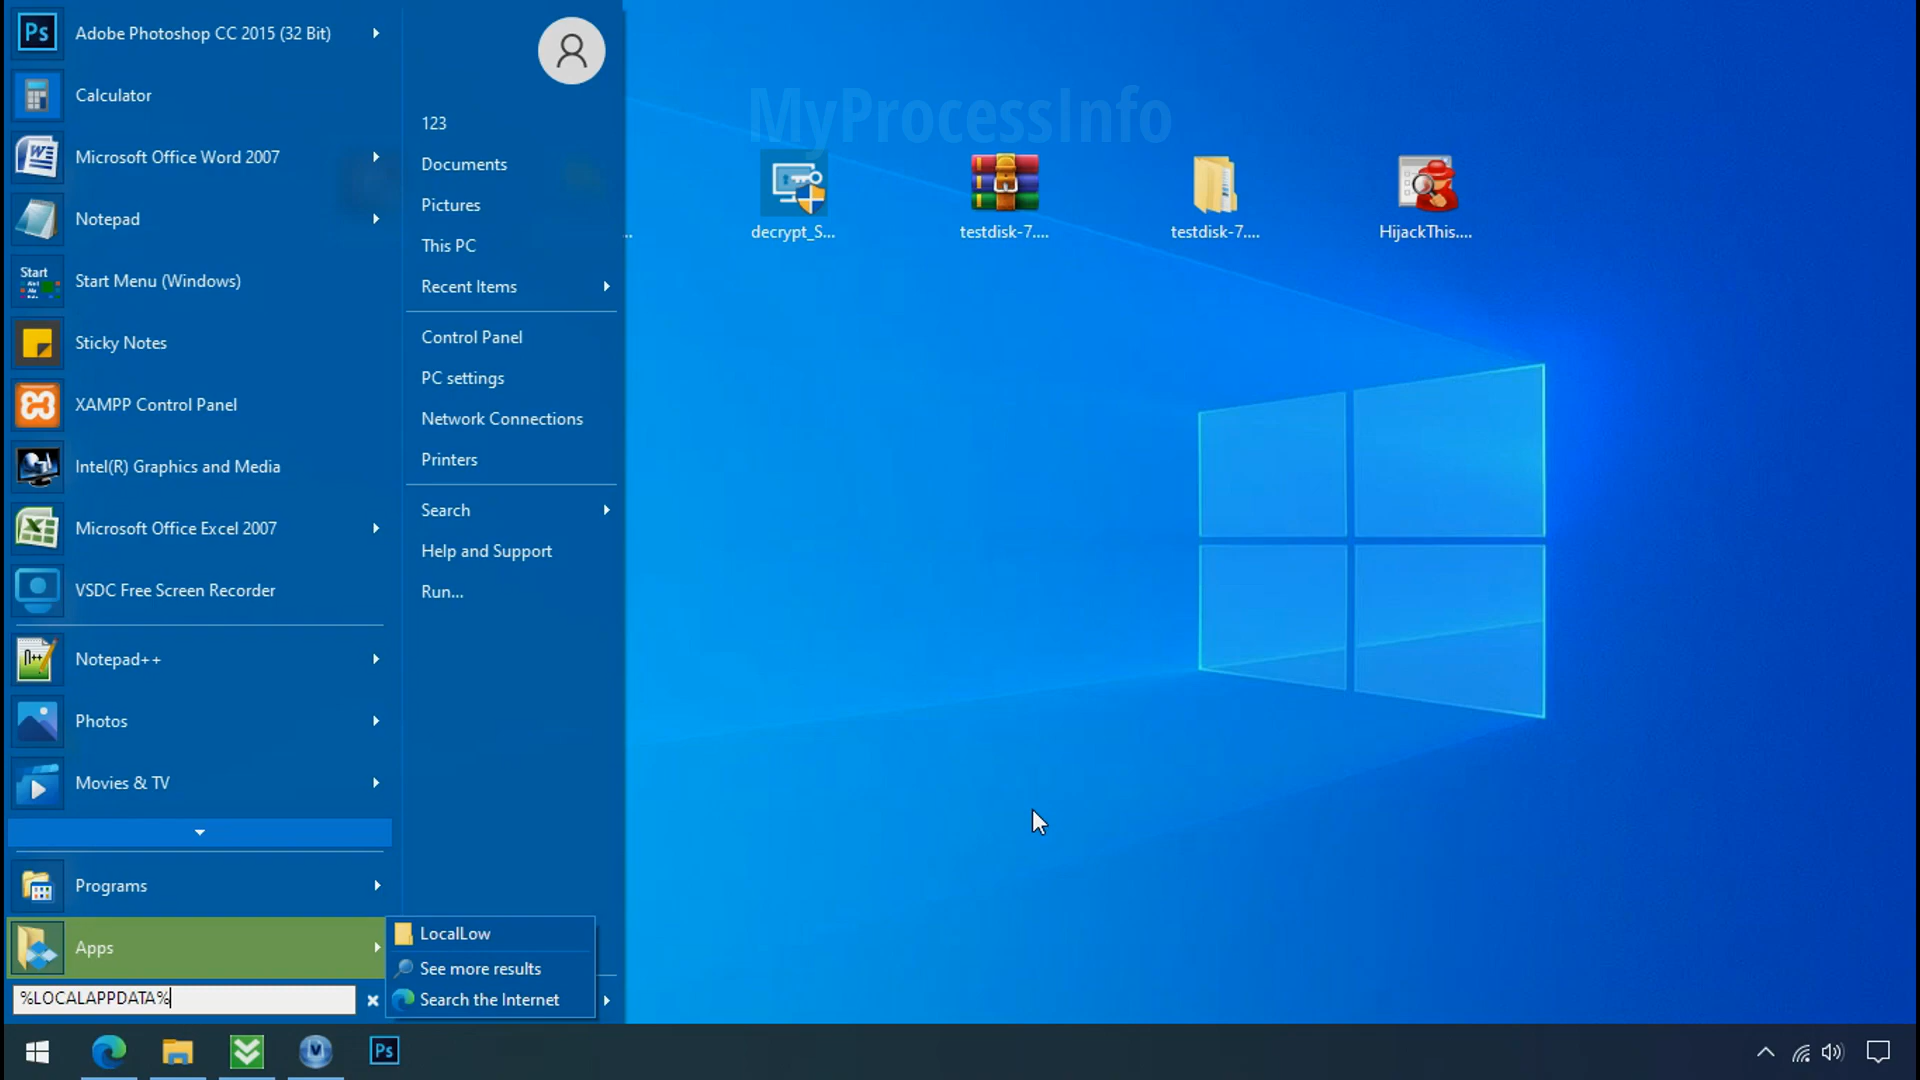 Adobe Photoshop CC 2015 (32 Bit)
Calculator
Microsoft Office Word 2007
Notepad
Start
Start Menu (Windows)
Sticky Notes
XAMPP Control Panel
Intel(R) Graphics and Media
Microsoft Office Excel 2007
VSDC Free Screen Recorder
Notepad++
Photos
Movies & TV
Programs
Apps
%LOCALAPPDATA%
123
Documents
Pictures
This PC
Recent Items
Control Panel
PC settings
Network Connections
Printers
Search
Help and Support
Run...
LocalLow
See more results
Search the Internet
MyProcessInfo
...
decrypt_S...
testdisk-7....
testdisk-7....
HijackThis....
Ps
Ps